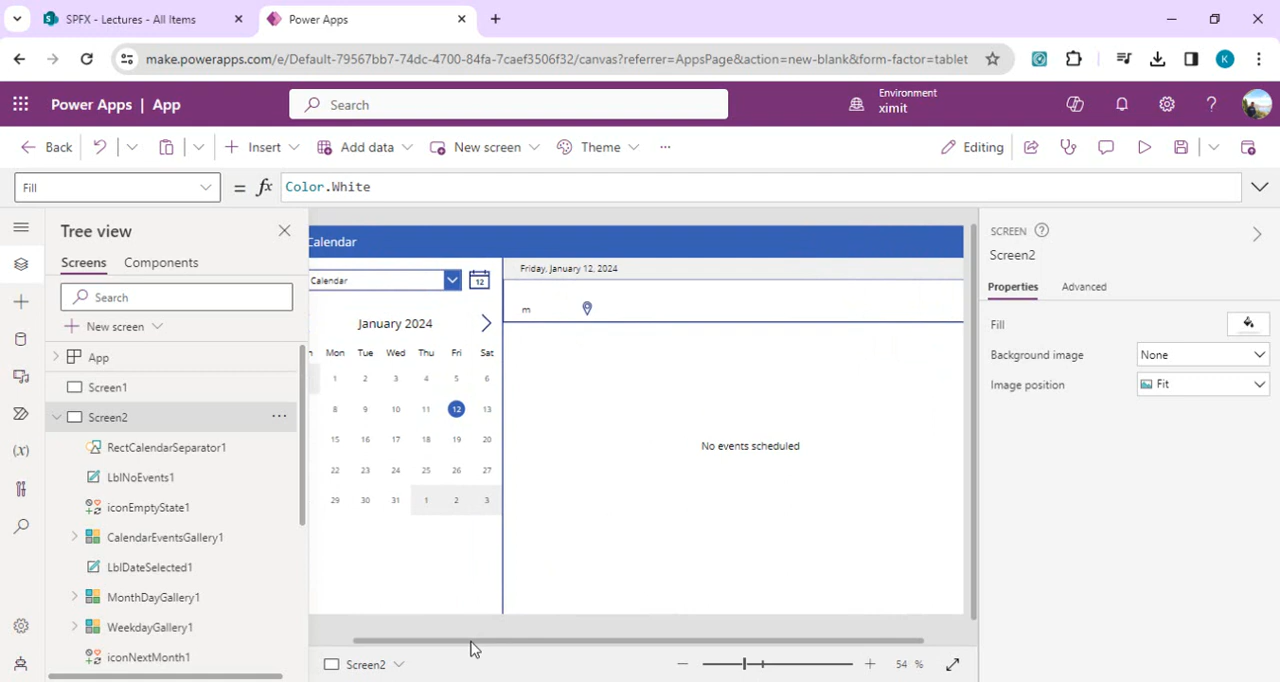 SPFX - Lectures - All Items
Power Apps
make.powerapps.com/e/Default-79567bb7-74dc-4700-84fa-7caef3506f32/canvas?referrer=AppsPage&action=new-blank&form-factor=tablet
K
Power Apps | App
Search
Environment
ximit
Back
Insert
Add data
New screen
Theme
Editing
Fill
= fx
Color.White
Tree view
Screens
Components
Search
New screen
App
Screen1
Screen2
RectCalendarSeparator1
LblNoEvents1
iconEmptyState1
CalendarEventsGallery1
LblDateSelected1
MonthDayGallery1
WeekdayGallery1
iconNextMonth1
Calendar
Calendar
12
January 2024
Mon Tue Wed Thu Fri Sat
1 2 3 4 5 6
8 9 10 11 12 13
15 16 17 18 19 20
22 23 24 25 26 27
29 30 31 1 2 3
Friday, January 12, 2024
m
No events scheduled
Screen2
54 %
SCREEN
Screen2
Properties
Advanced
Fill
Background image
None
Image position
Fit